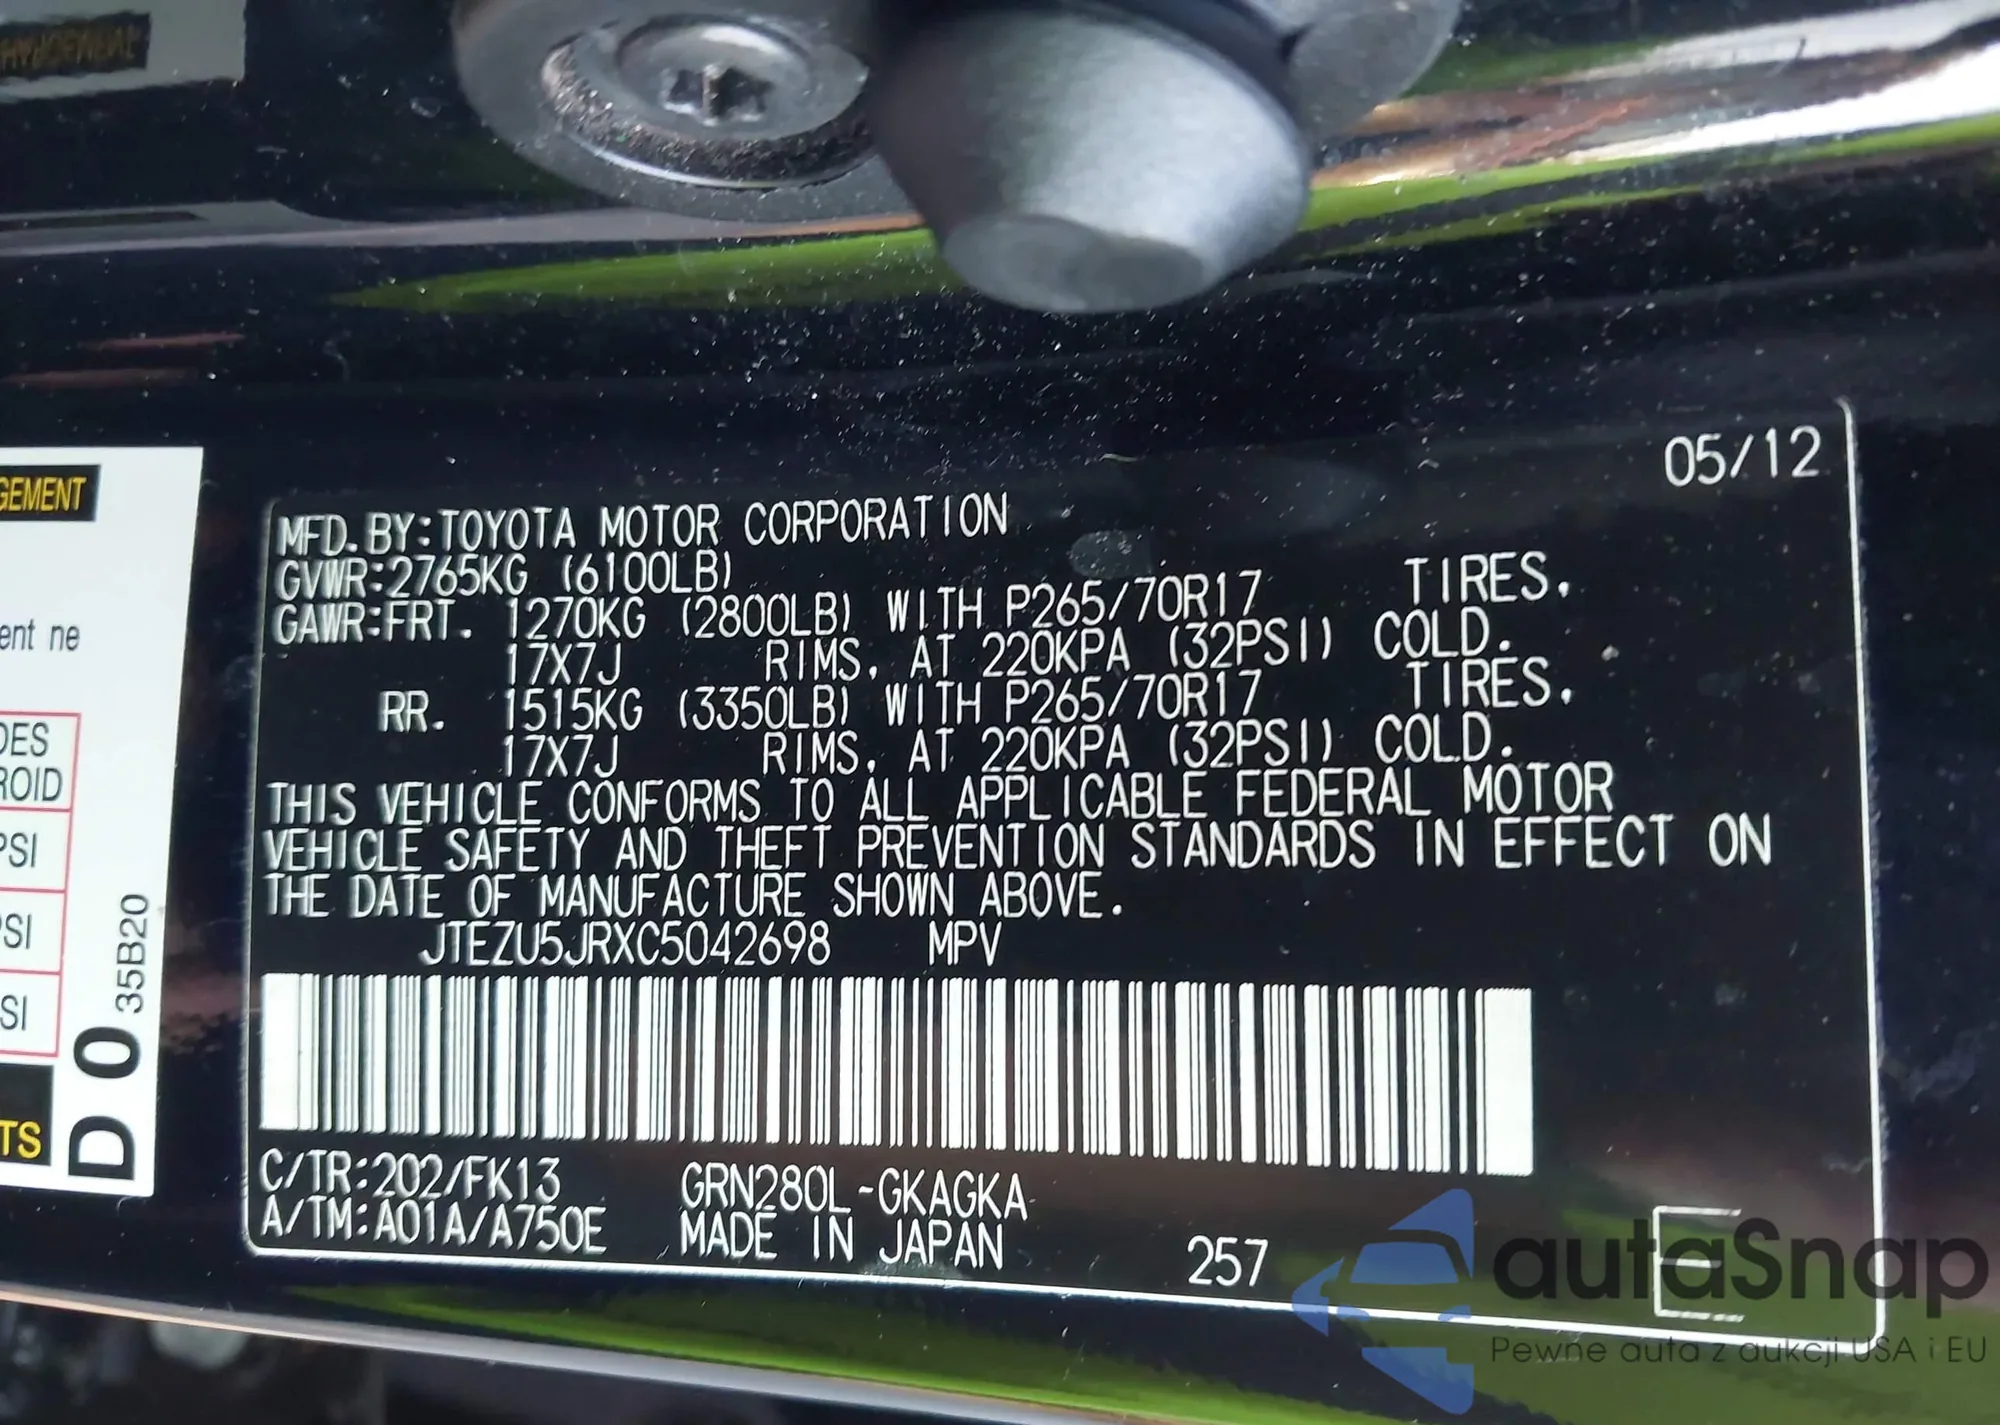 GEMENT
ent ne
DES
ROID
PSI
PSI
SI
TS
D 0 35B20
05/12
MFD.BY:TOYOTA MOTOR CORPORATION
GVWR:2765KG (6100LB)
GAWR:FRT. 1270KG (2800LB) WITH P265/70R17 TIRES,
17X7J RIMS, AT 220KPA (32PSI) COLD.
RR. 1515KG (3350LB) WITH P265/70R17 TIRES,
17X7J RIMS, AT 220KPA (32PSI) COLD.
THIS VEHICLE CONFORMS TO ALL APPLICABLE FEDERAL MOTOR
VEHICLE SAFETY AND THEFT PREVENTION STANDARDS IN EFFECT ON
THE DATE OF MANUFACTURE SHOWN ABOVE.
JTEZU5JRXC5042698 MPV
C/TR:202/FK13 GRN280L-GKAGKA
A/TM:A01A/A750E MADE IN JAPAN 257 E
autaSnap
Pewne auta z aukcji USA i EU